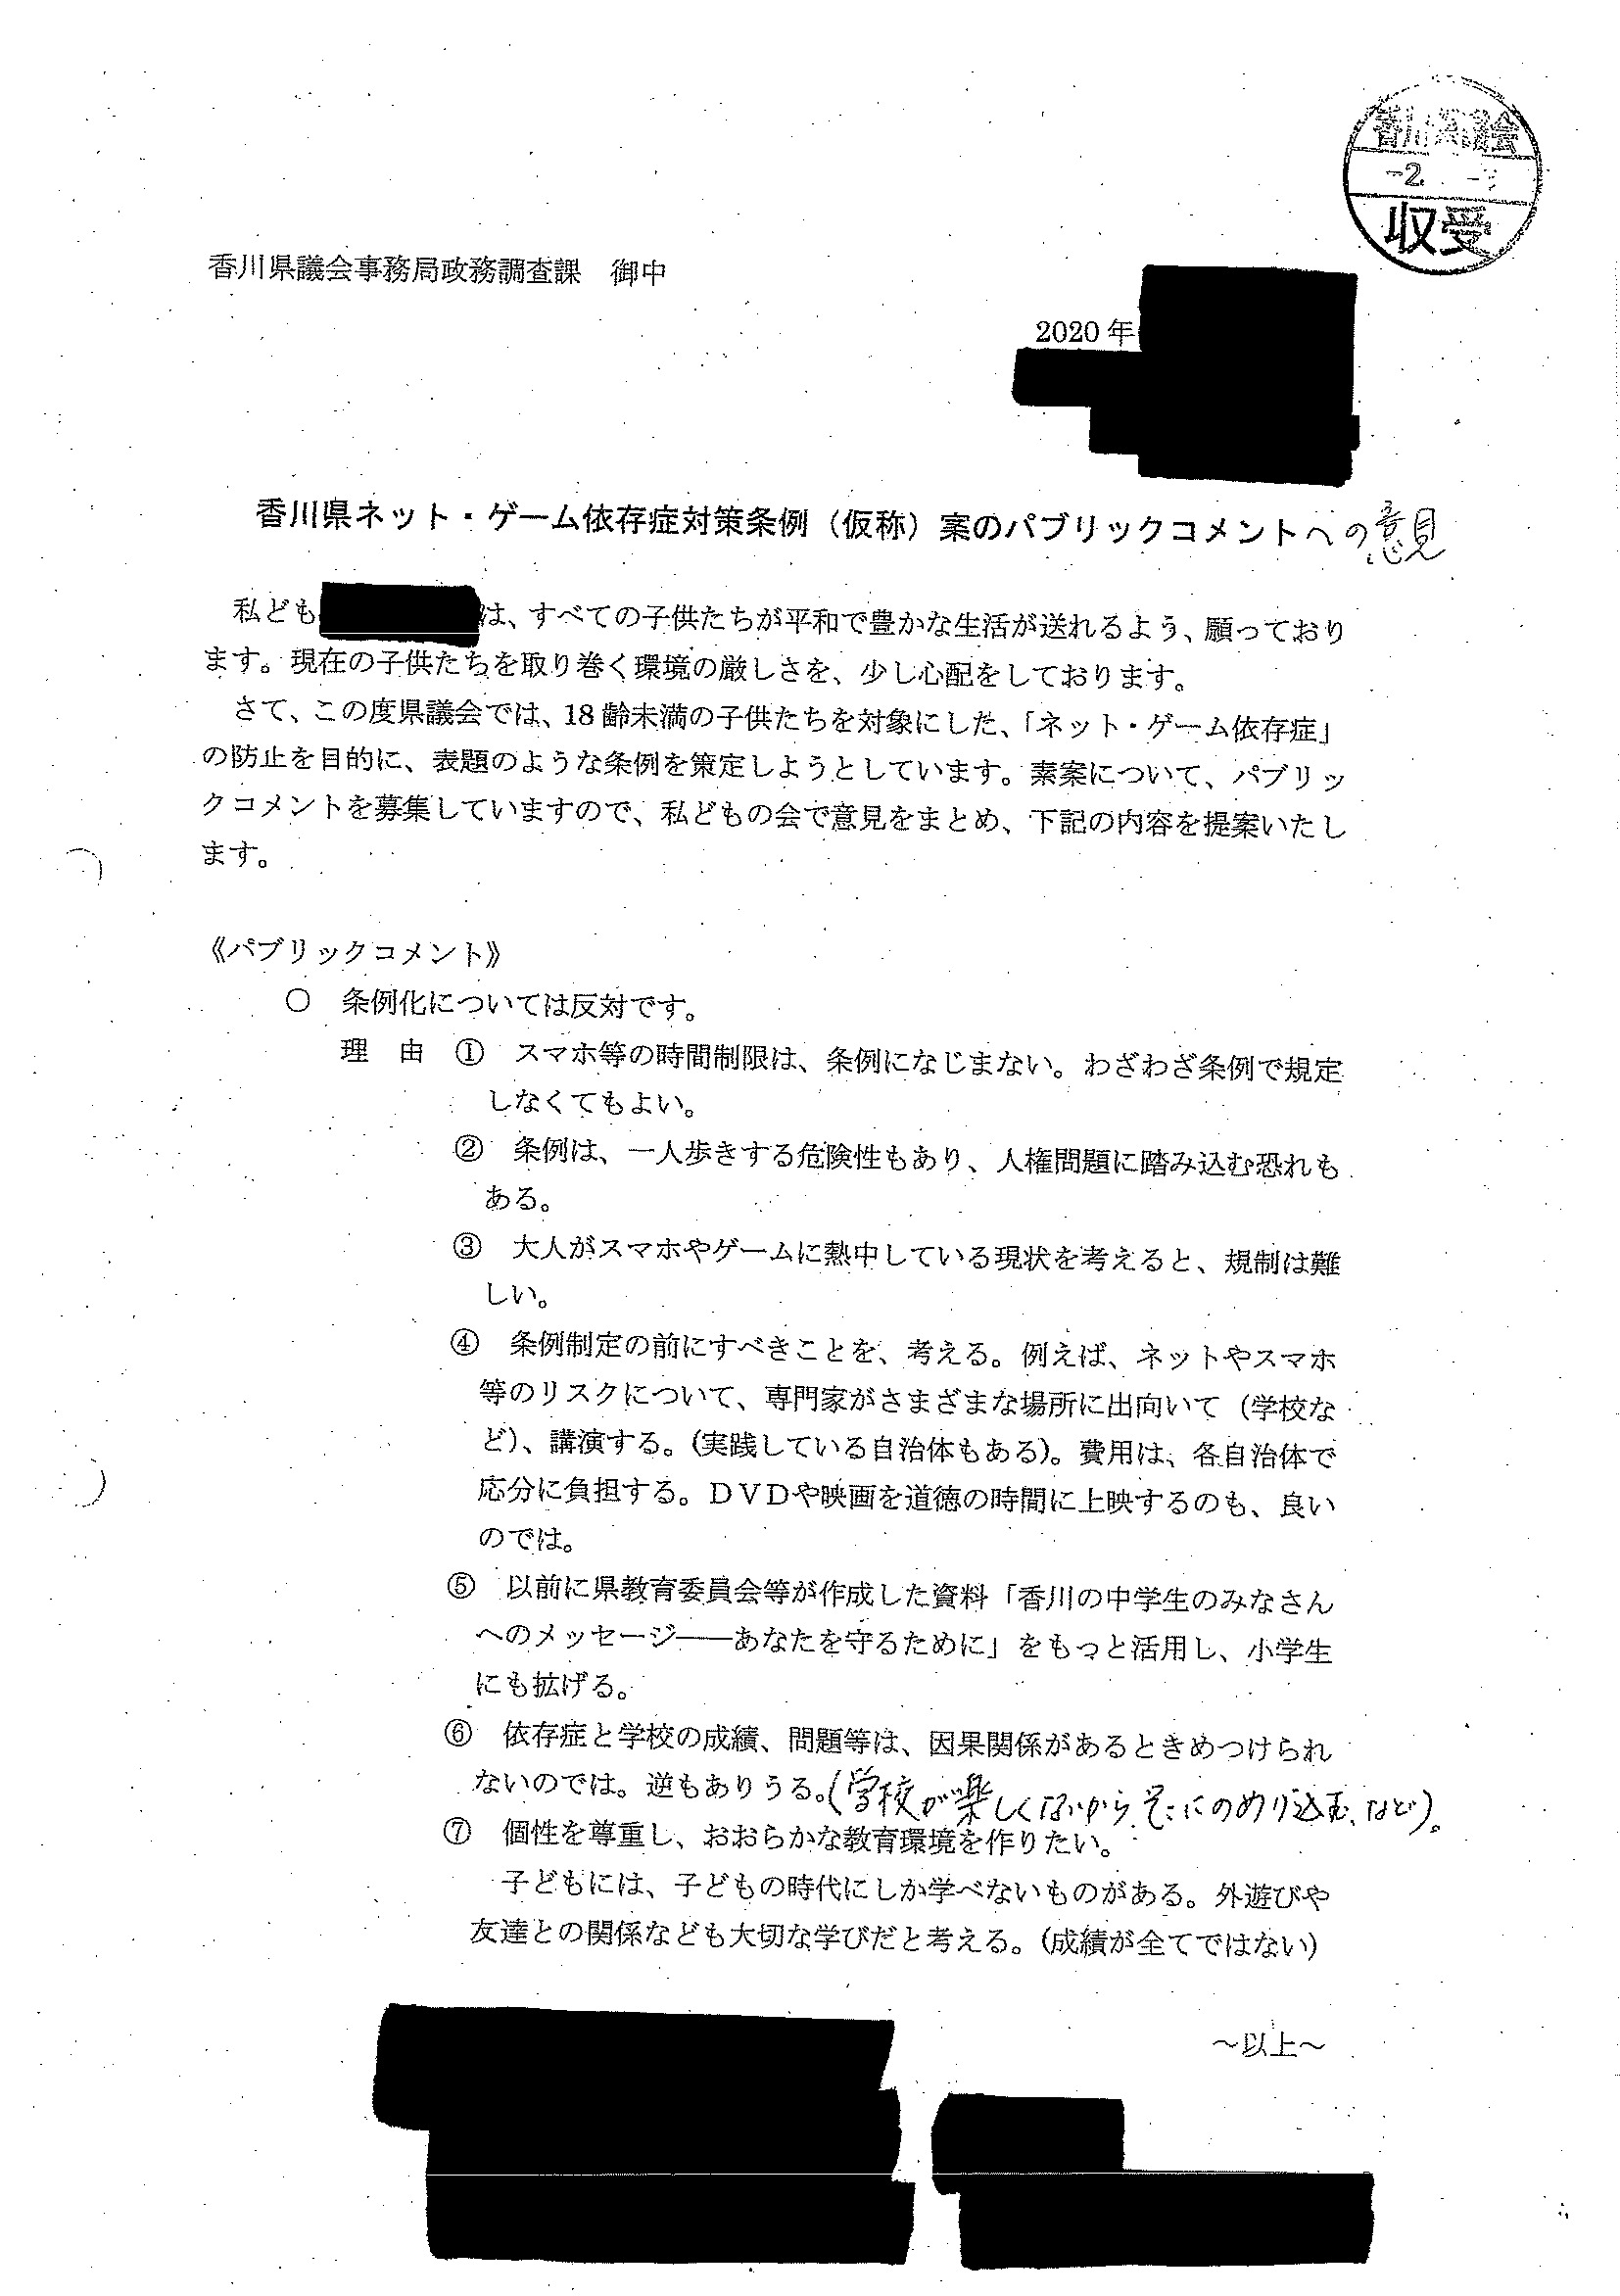 香川県議会
-2.
収受
香川県議会事務局政務調査課　御中
2020 年
香川県ネット・ゲーム依存症対策条例（仮称）案のパブリックコメントへの意見
私ども　は、すべての子供たちが平和で豊かな生活が送れるよう、願っており
ます。現在の子供たちを取り巻く環境の厳しさを、少し心配をしております。
さて、この度県議会では、18 齢未満の子供たちを対象にした、「ネット・ゲーム依存症」
の防止を目的に、表題のような条例を策定しようとしています。素案について、パブリッ
クコメントを募集していますので、私どもの会で意見をまとめ、下記の内容を提案いたし
ます。
《パブリックコメント》
○　条例化については反対です。
理　由　①　スマホ等の時間制限は、条例になじまない。わざわざ条例で規定
しなくてもよい。
②　条例は、一人歩きする危険性もあり、人権問題に踏み込む恐れも
ある。
③　大人がスマホやゲームに熱中している現状を考えると、規制は難
しい。
④　条例制定の前にすべきことを、考える。例えば、ネットやスマホ
等のリスクについて、専門家がさまざまな場所に出向いて（学校な
ど）、講演する。（実践している自治体もある）。費用は、各自治体で
応分に負担する。ＤＶＤや映画を道徳の時間に上映するのも、良い
のでは。
⑤　以前に県教育委員会等が作成した資料「香川の中学生のみなさん
へのメッセージ――あなたを守るために」をもっと活用し、小学生
にも拡げる。
⑥　依存症と学校の成績、問題等は、因果関係があるときめつけられ
ないのでは。逆もありうる。（学校が楽しくないから、そこにのめり込む、など）。
⑦　個性を尊重し、おおらかな教育環境を作りたい。
子どもには、子どもの時代にしか学べないものがある。外遊びや
友達との関係なども大切な学びだと考える。（成績が全てではない）
～以上～